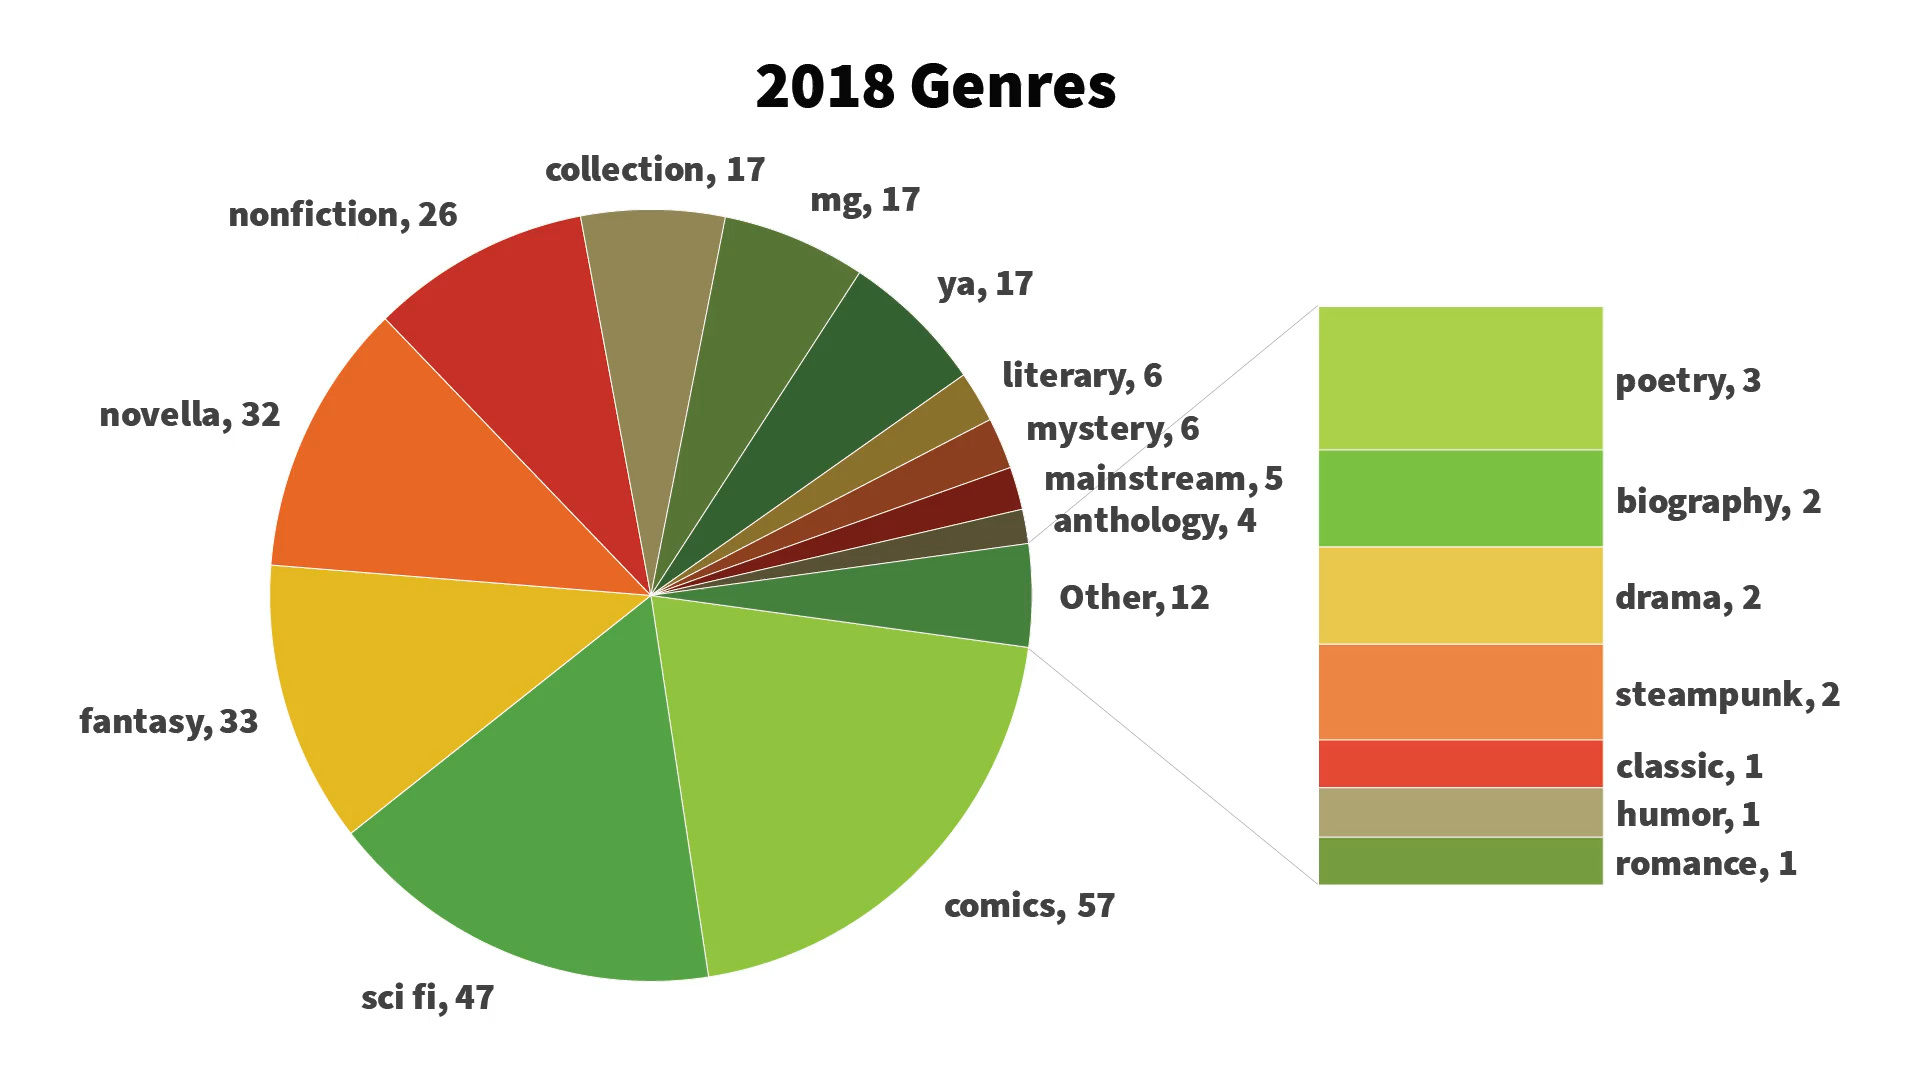 2018 Genres
collection, 17
mg, 17
nonfiction, 26
ya, 17
literary, 6
poetry, 3
novella, 32
mystery, 6
mainstream, 5
biography, 2
anthology, 4
Other, 12
drama, 2
steampunk, 2
fantasy, 33
classic, 1
humor, 1
romance, 1
comics, 57
sci fi, 47